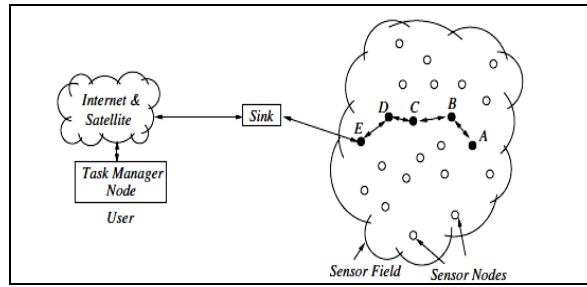 Internet &
Satellite
Sink
Task Manager
Node
User
E
D
C
B
A
Sensor Field
Sensor Nodes